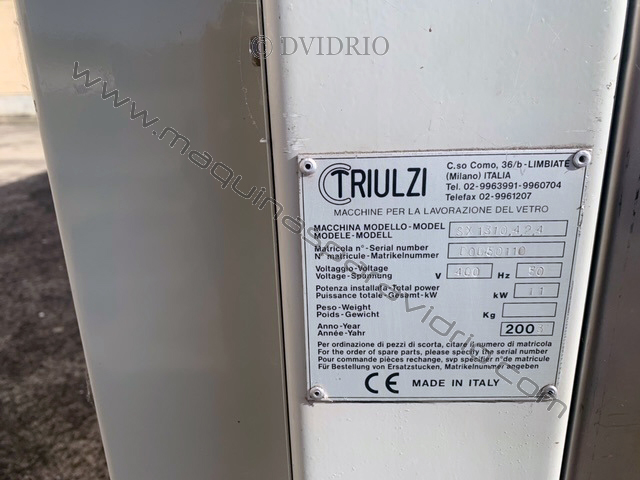 © DVIDRIO
www.maquinasparavidrio.com
TRIULZI
C.so Como, 36/b - LIMBIATE
(Milano) ITALIA
Tel. 02-9963991-9960704
Telefax 02-9961207
MACCHINE PER LA LAVORAZIONE DEL VETRO
MACCHINA MODELLO-MODEL
MODELE-MODELL
Matricola n°-Serial number
N° matricule-Matrikelnummer
Voltaggio-Voltage
Voltage-Spannung V 400 Hz 50
Potenza installata-Total power
Puissance totale-Gesamt-kW kW 11
Peso-Weight
Poids-Gewicht Kg
Anno-Year
Année-Yahr
Per ordinazione di pezzi di scorta, citare il numero di matricola
For the order of spare parts, please specify the serial number
Pour commande pièces rechange, svp specifier n° de matricule
Für Bestellung von Ersatzstucken, Matrikelnummer angeben
CE MADE IN ITALY